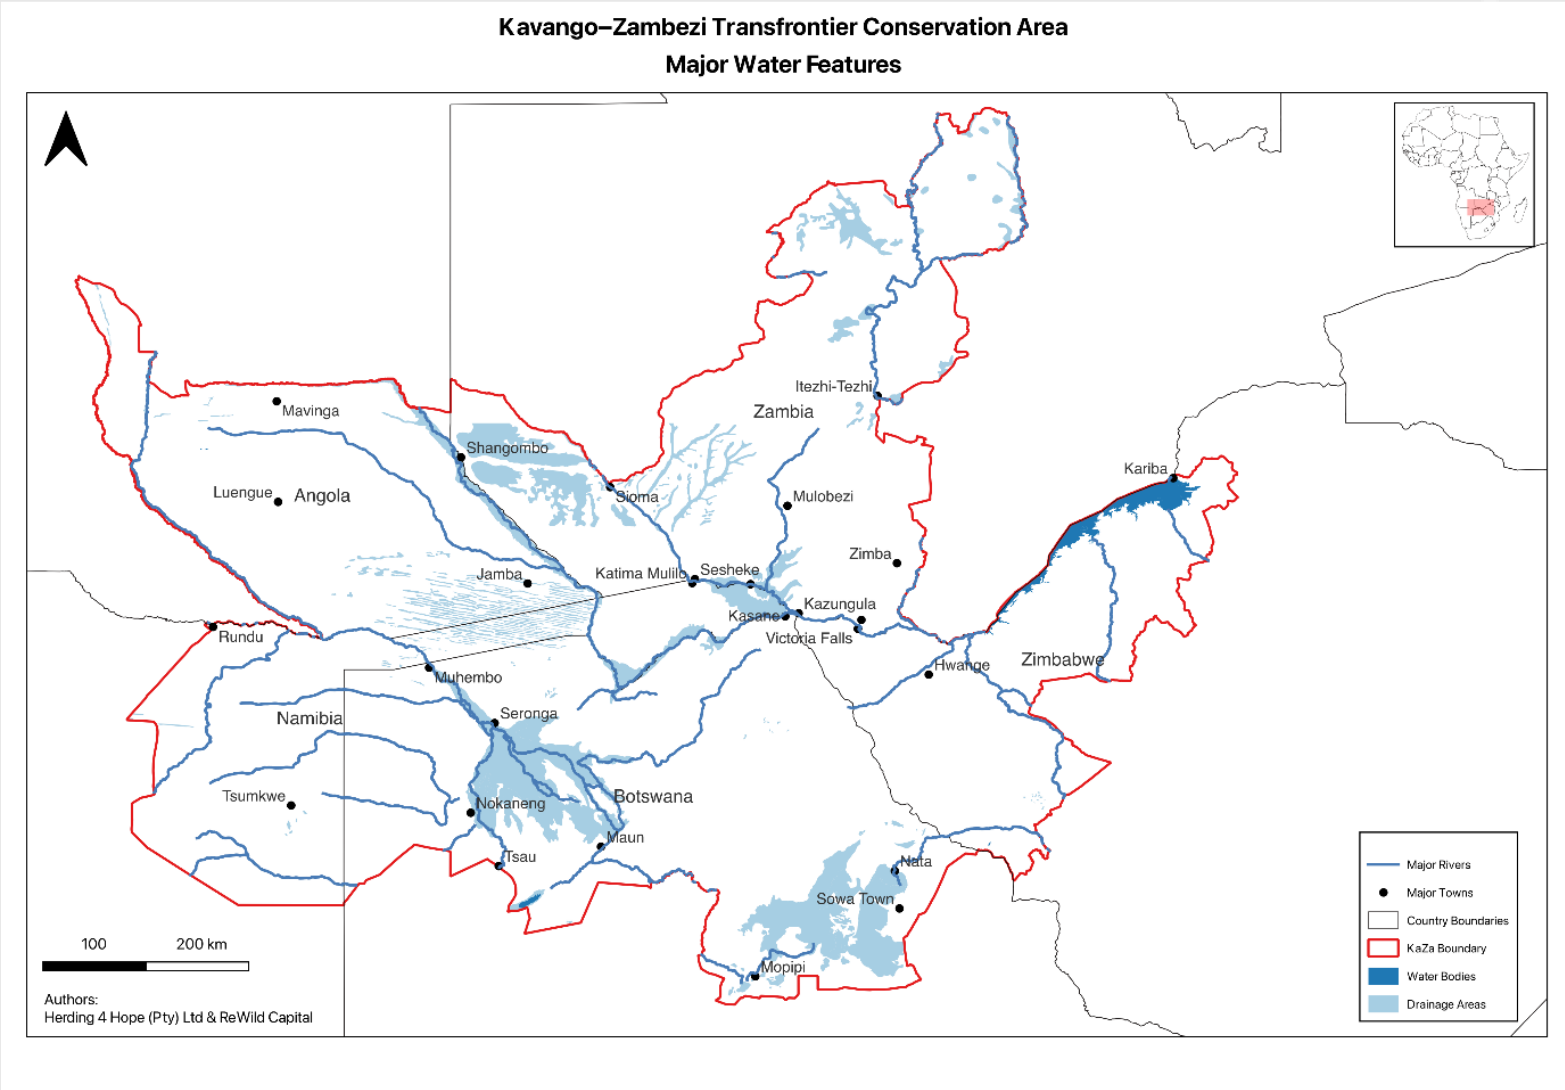 Kavango–Zambezi Transfrontier Conservation Area
Major Water Features
Itezhi-Tezhi
Zambia
Mavinga
Shangombo
Kariba
Luengue
Angola
Sioma
Mulobezi
Zimba
Jamba
Katima Mulilo
Sesheke
Kasane
Kazungula
Victoria Falls
Rundu
Hwange
Zimbabwe
Muhembo
Namibia
Seronga
Tsumkwe
Nokaneng
Botswana
Maun
Tsau
Nata
Sowa Town
Mopipi
100 200 km
Authors:
Herding 4 Hope (Pty) Ltd & ReWild Capital
Major Rivers
Major Towns
Country Boundaries
KaZa Boundary
Water Bodies
Drainage Areas